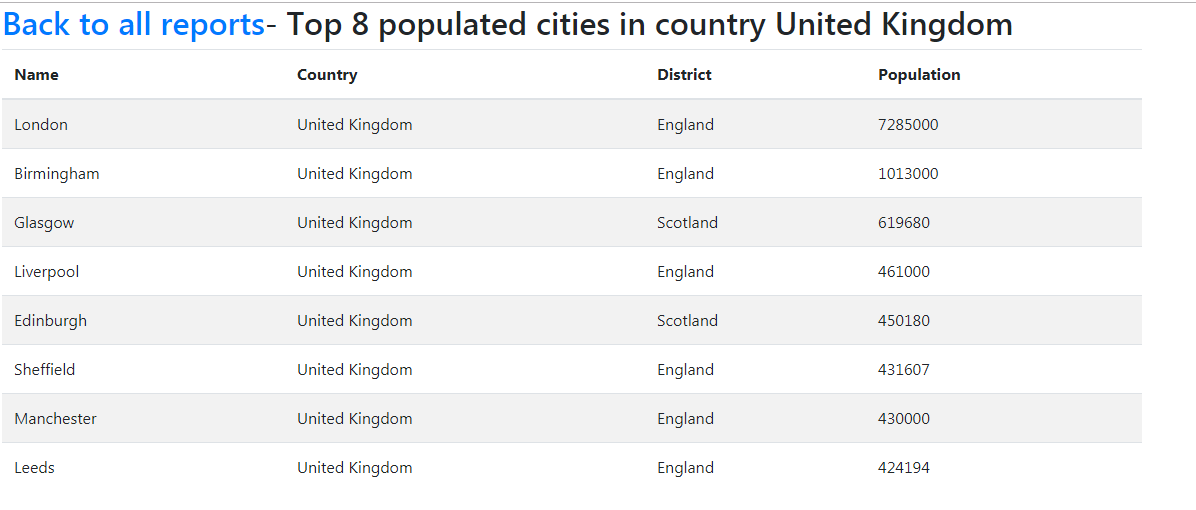 Back to all reports- Top 8 populated cities in country United Kingdom
Name Country District Population
London United Kingdom England 7285000
Birmingham United Kingdom England 1013000
Glasgow United Kingdom Scotland 619680
Liverpool United Kingdom England 461000
Edinburgh United Kingdom Scotland 450180
Sheffield United Kingdom England 431607
Manchester United Kingdom England 430000
Leeds United Kingdom England 424194